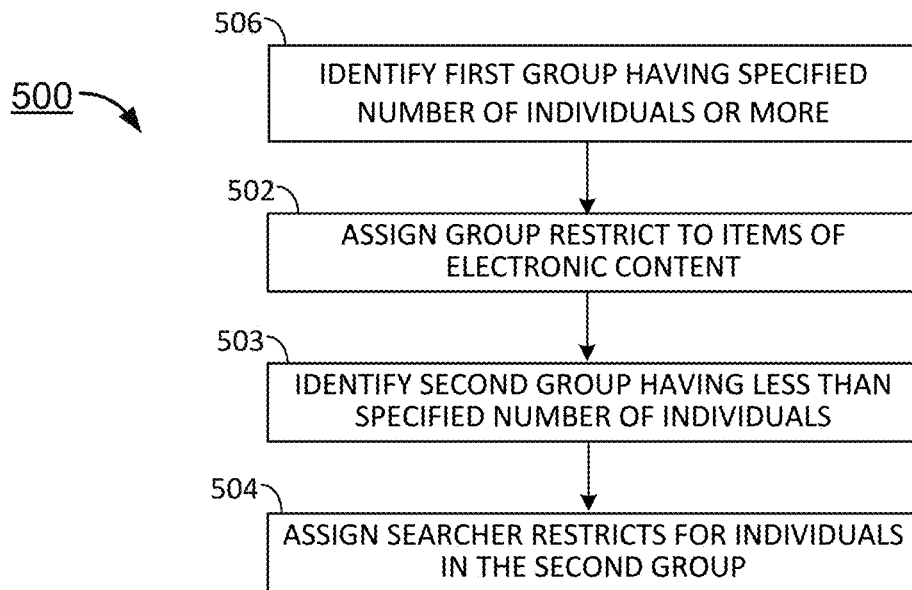 506
IDENTIFY FIRST GROUP HAVING SPECIFIED
NUMBER OF INDIVIDUALS OR MORE
500
502
ASSIGN GROUP RESTRICT TO ITEMS OF
ELECTRONIC CONTENT
503
IDENTIFY SECOND GROUP HAVING LESS THAN
SPECIFIED NUMBER OF INDIVIDUALS
504
ASSIGN SEARCHER RESTRICTS FOR INDIVIDUALS
IN THE SECOND GROUP